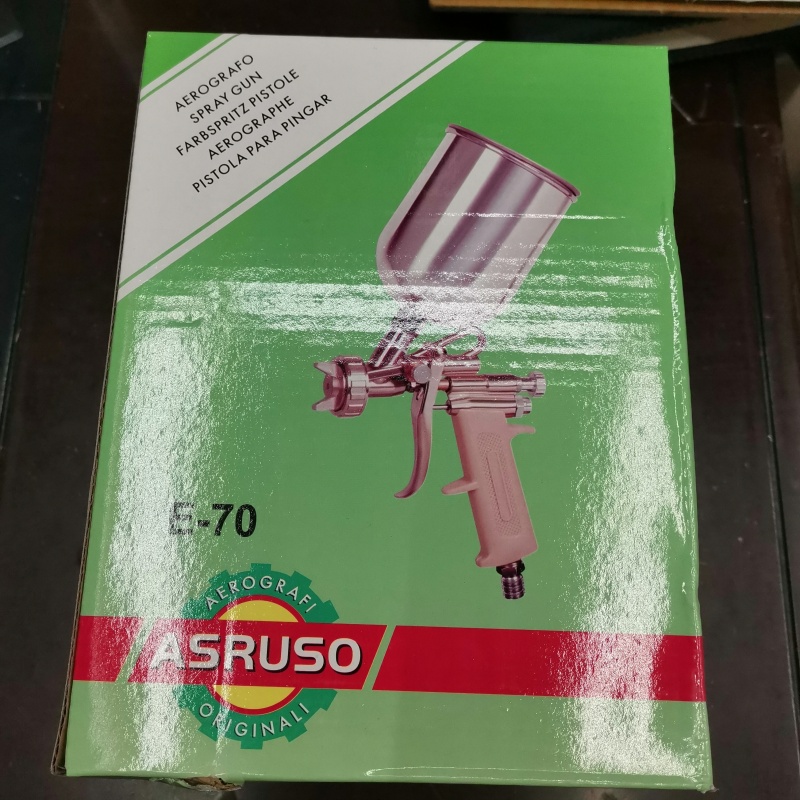 AEROGRAFO
SPRAY GUN
FARBSPRITZ PISTOLE
AEROGRAPHE
PISTOLA PARA PINGAR
E-70
AEROGRAFI
ASRUSO
ORIGINALI